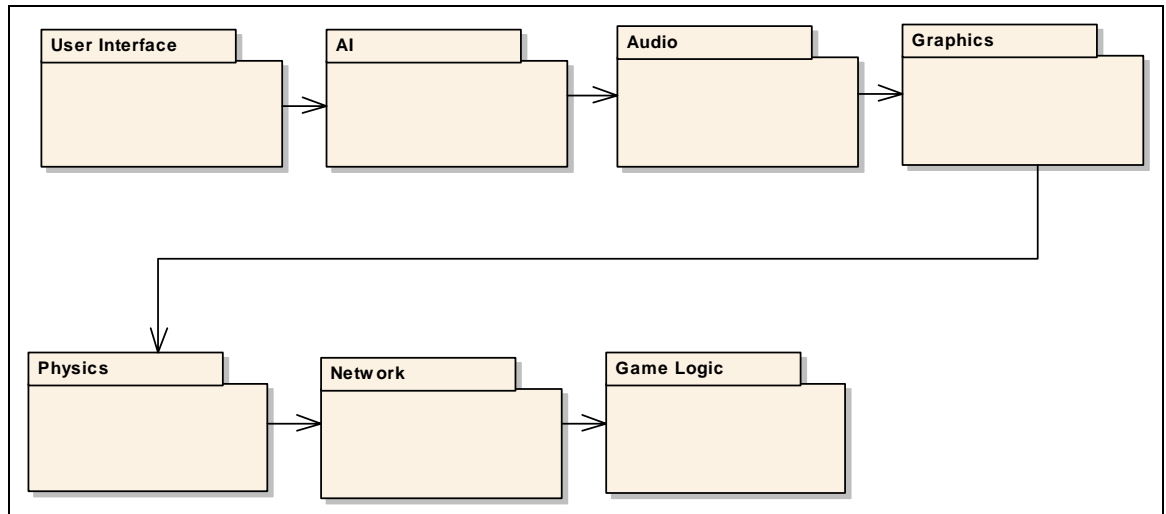 User Interface
AI
Audio
Graphics
Physics
Network
Game Logic